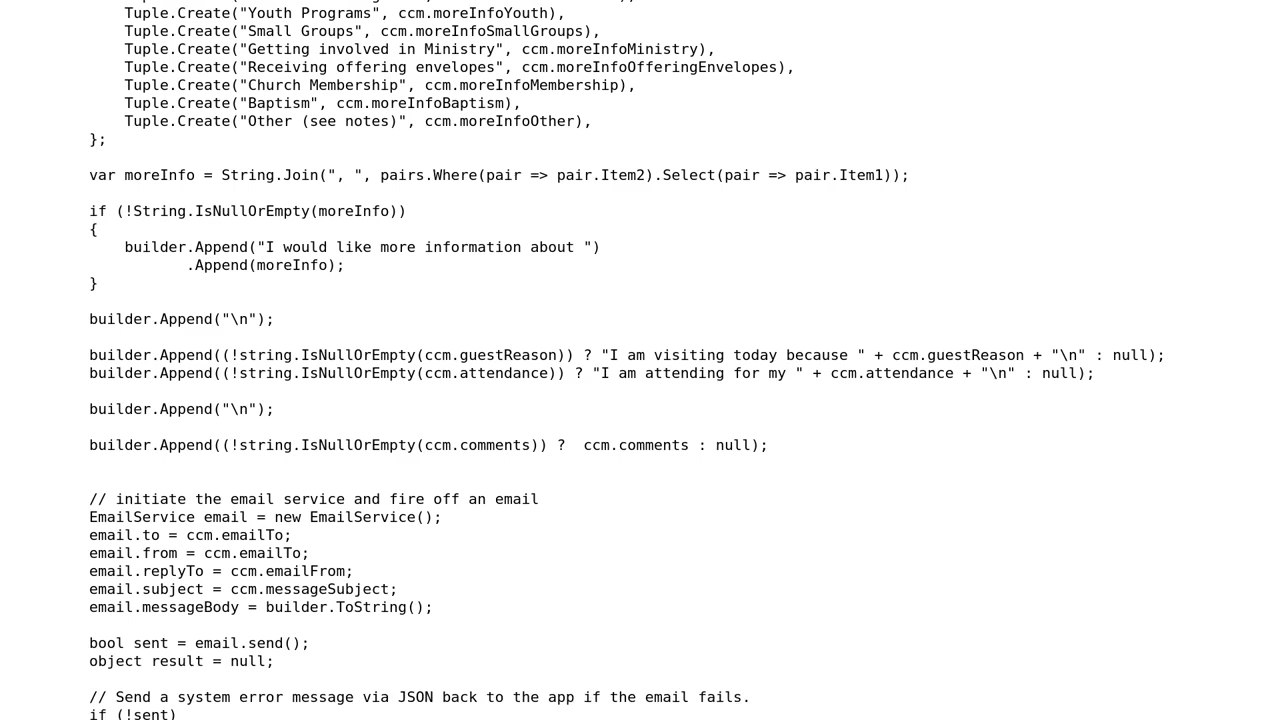 Tuple.Create("Youth Programs", ccm.moreInfoYouth),
Tuple.Create("Small Groups", ccm.moreInfoSmallGroups),
Tuple.Create("Getting involved in Ministry", ccm.moreInfoMinistry),
Tuple.Create("Receiving offering envelopes", ccm.moreInfoOfferingEnvelopes),
Tuple.Create("Church Membership", ccm.moreInfoMembership),
Tuple.Create("Baptism", ccm.moreInfoBaptism),
Tuple.Create("Other (see notes)", ccm.moreInfoOther),
};
var moreInfo = String.Join(", ", pairs.Where(pair => pair.Item2).Select(pair => pair.Item1));
if (!String.IsNullOrEmpty(moreInfo))
{
builder.Append("I would like more information about ")
.Append(moreInfo);
}
builder.Append("\n");
builder.Append((!string.IsNullOrEmpty(ccm.guestReason)) ? "I am visiting today because " + ccm.guestReason + "\n" : null);
builder.Append((!string.IsNullOrEmpty(ccm.attendance)) ? "I am attending for my " + ccm.attendance + "\n" : null);
builder.Append("\n");
builder.Append((!string.IsNullOrEmpty(ccm.comments)) ?  ccm.comments : null);
// initiate the email service and fire off an email
EmailService email = new EmailService();
email.to = ccm.emailTo;
email.from = ccm.emailTo;
email.replyTo = ccm.emailFrom;
email.subject = ccm.messageSubject;
email.messageBody = builder.ToString();
bool sent = email.send();
object result = null;
// Send a system error message via JSON back to the app if the email fails.
if (!sent)